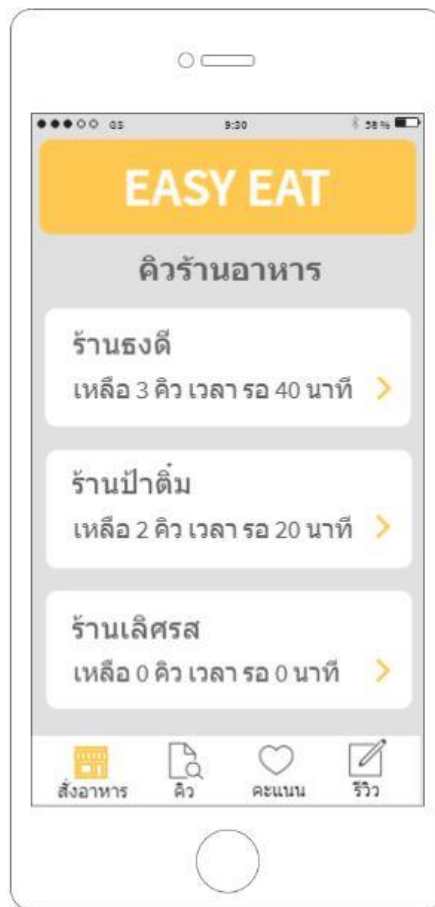 GS 9:30 58%
EASY EAT
คิวร้านอาหาร
ร้านธงดี
เหลือ 3 คิว เวลา รอ 40 นาที
ร้านป้าติ๋ม
เหลือ 2 คิว เวลา รอ 20 นาที
ร้านเลิศรส
เหลือ 0 คิว เวลา รอ 0 นาที
สั่งอาหาร คิว คะแนน รีวิว